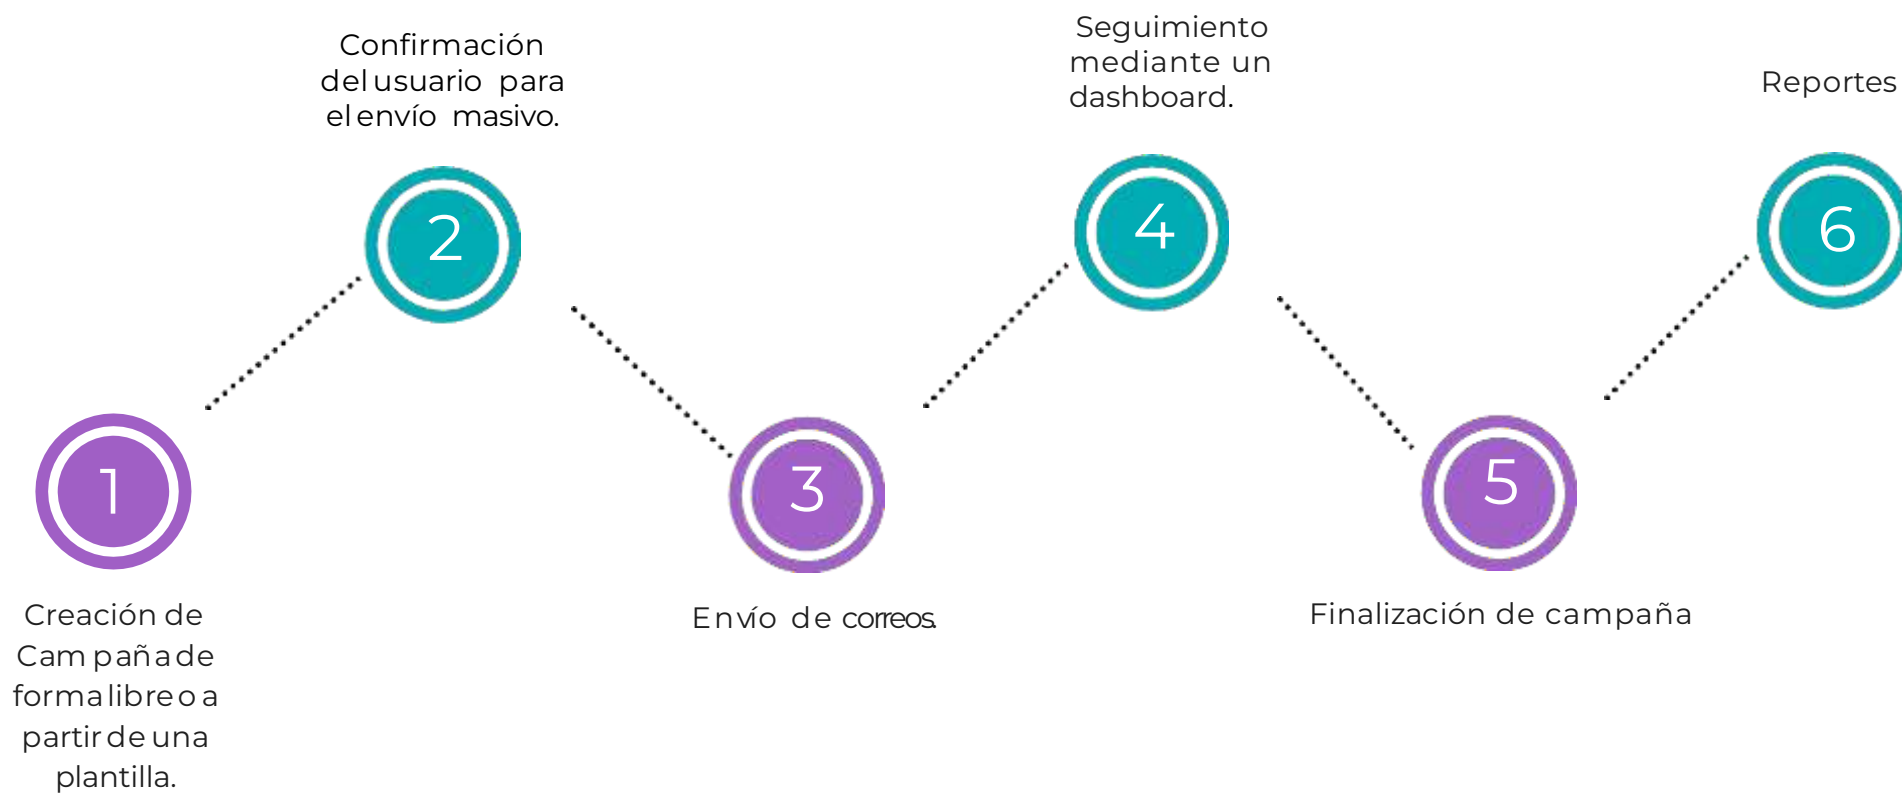 1
Creación de
Campaña de
forma libre o a
partir de una
plantilla.
Confirmación
del usuario para
el envío masivo.
2
3
Envío de correos.
Seguimiento
mediante un
dashboard.
4
5
Finalización de campaña
Reportes
6